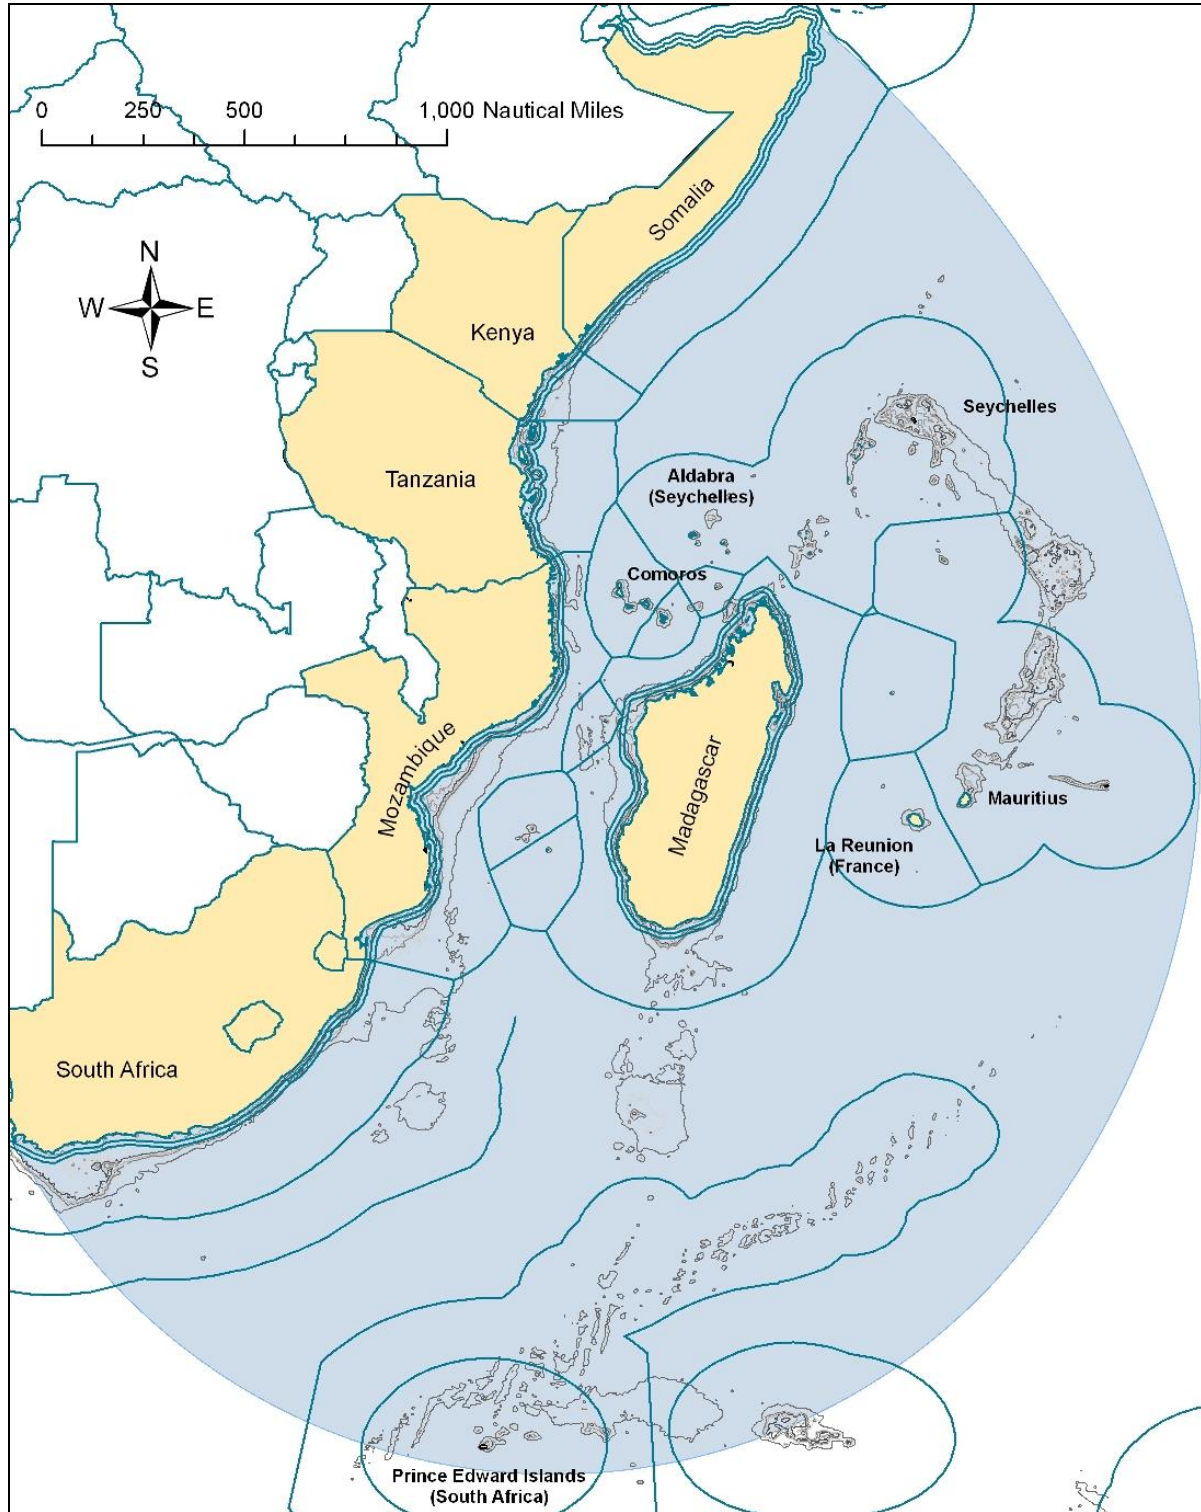 0 250 500 1,000 Nautical Miles
Somalia
N
W E
S
Kenya
Seychelles
Tanzania
Aldabra
(Seychelles)
Comoros
Mozambique
Madagascar
Mauritius
La Reunion
(France)
South Africa
Prince Edward Islands
(South Africa)